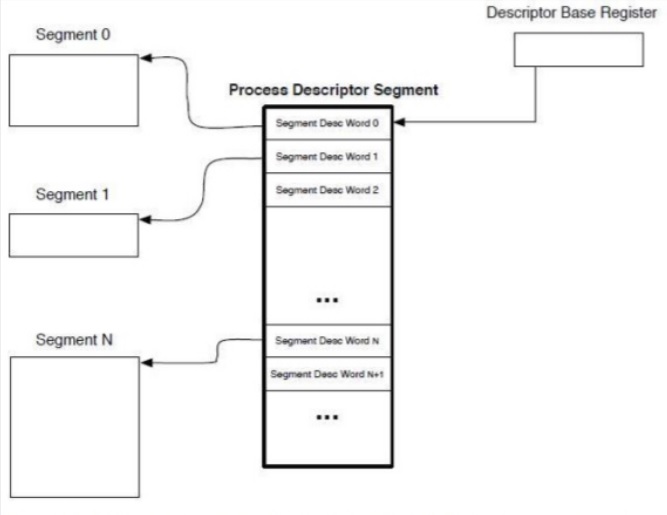 Descriptor Base Register
Segment 0
Process Descriptor Segment
Segment Desc Word 0
Segment Desc Word 1
Segment 1
Segment Desc Word 2
...
Segment N
Segment Desc Word N
Segment Desc Word N+1
...